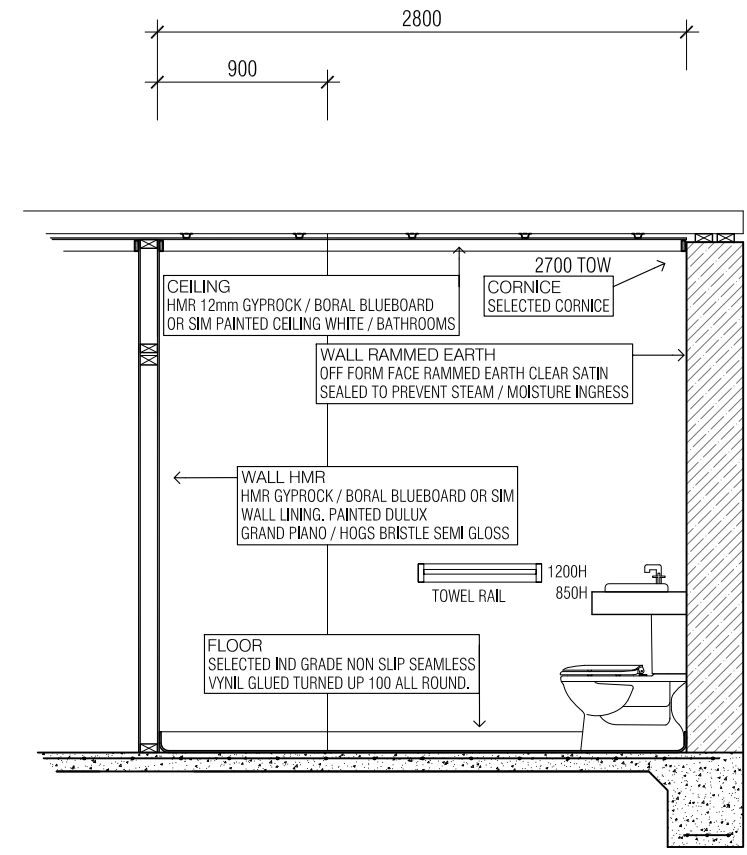 2800
900
2700 TOW
CEILING
HMR 12mm GYPROCK / BORAL BLUEBOARD
OR SIM PAINTED CEILING WHITE / BATHROOMS
CORNICE
SELECTED CORNICE
WALL RAMMED EARTH
OFF FORM FACE RAMMED EARTH CLEAR SATIN
SEALED TO PREVENT STEAM / MOISTURE INGRESS
WALL HMR
HMR GYPROCK / BORAL BLUEBOARD OR SIM
WALL LINING. PAINTED DULUX
GRAND PIANO / HOGS BRISTLE SEMI GLOSS
1200H
TOWEL RAIL
850H
FLOOR
SELECTED IND GRADE NON SLIP SEAMLESS
VYNIL GLUED TURNED UP 100 ALL ROUND.